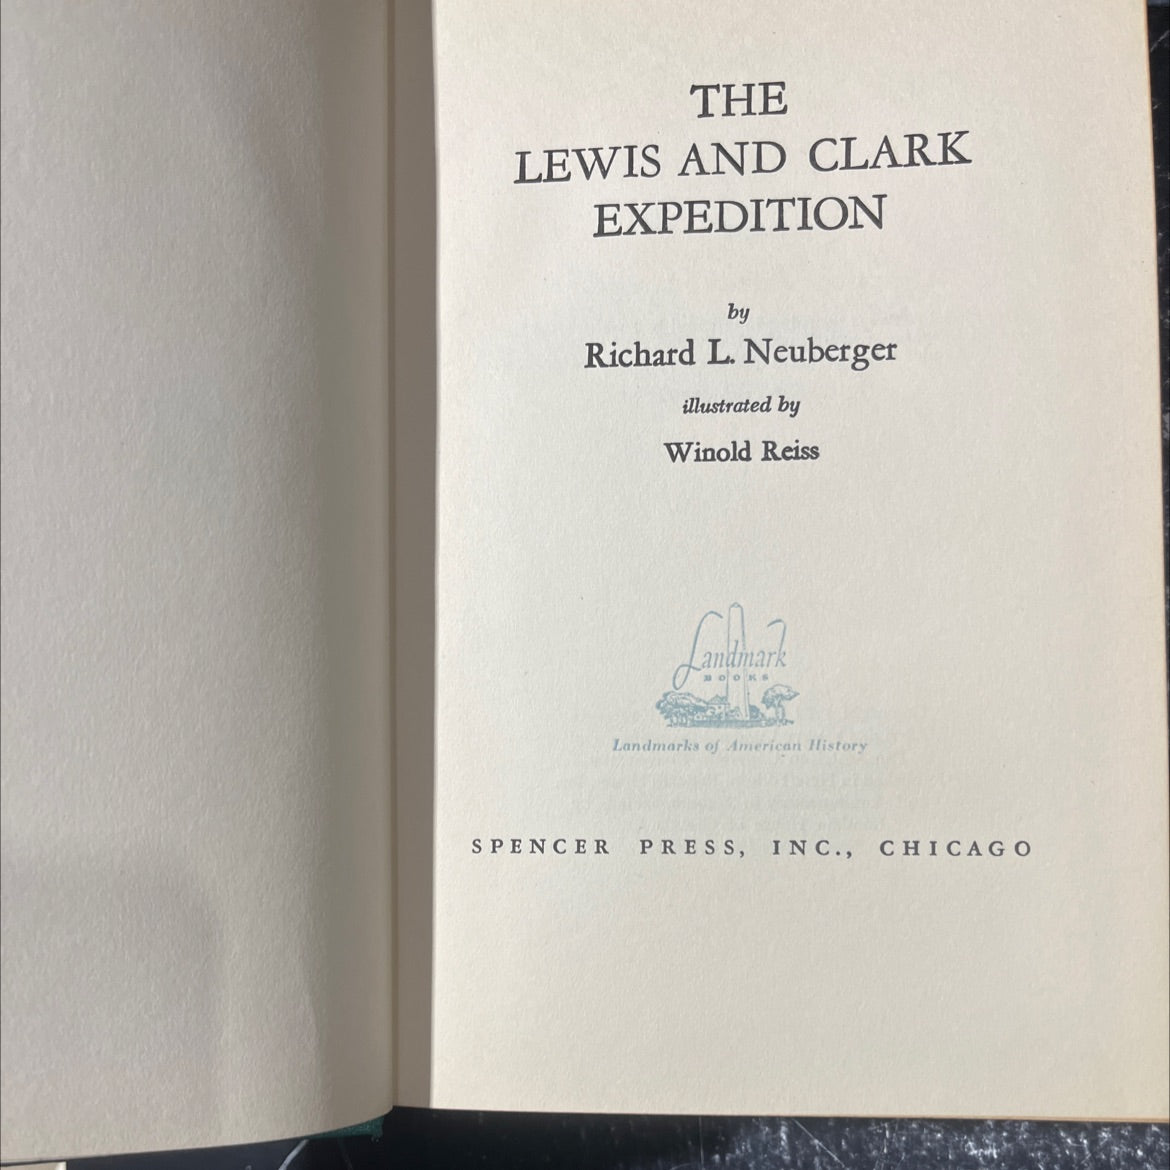 THE
LEWIS AND CLARK
EXPEDITION
by
Richard L. Neuberger
illustrated by
Winold Reiss
Landmark
BOOKS
Landmarks of American History
SPENCER PRESS, INC., CHICAGO